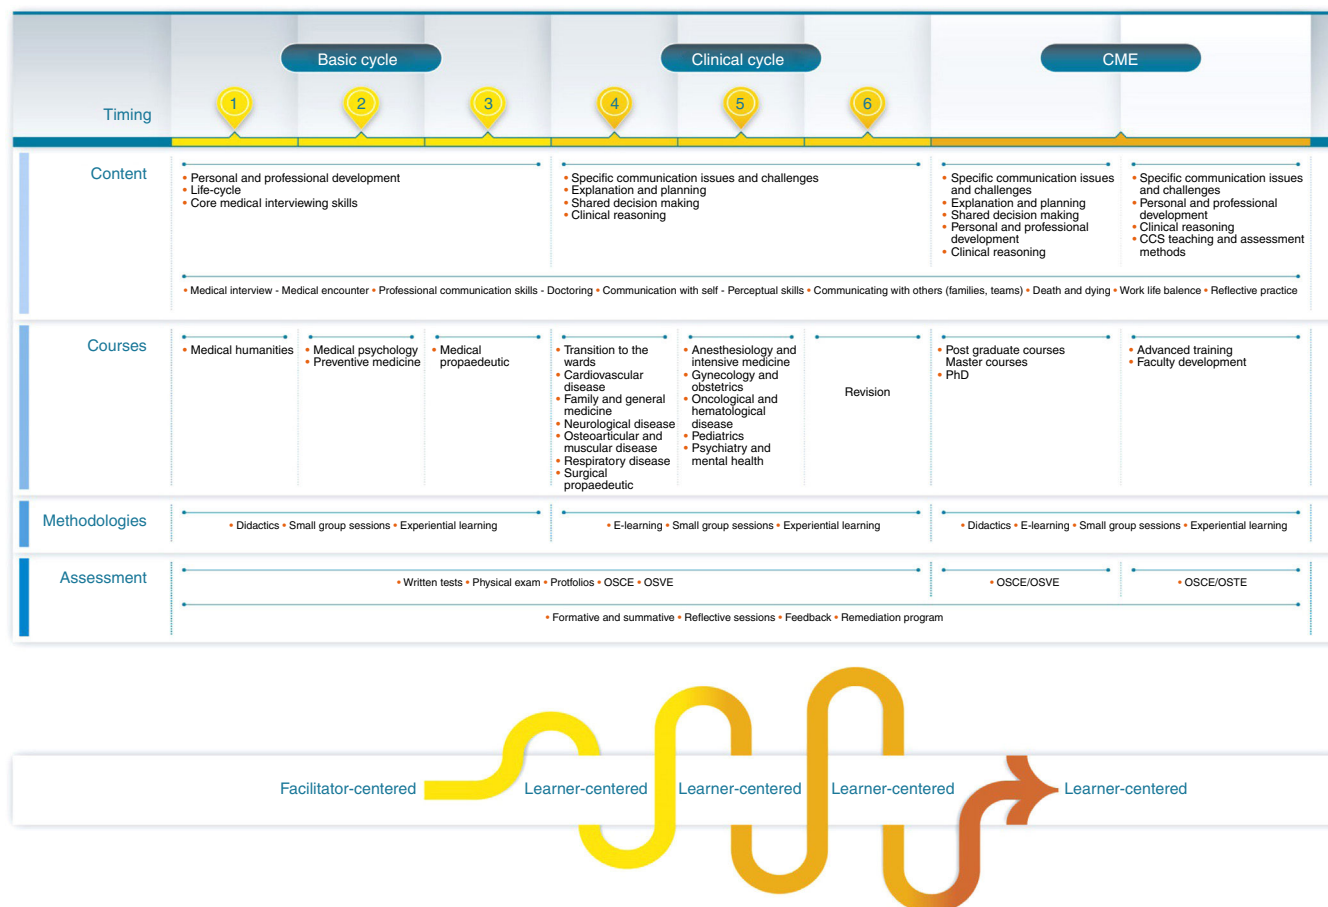 Basic cycle
Clinical cycle
CME
Timing
1
2
3
4
5
6
Content
• Personal and professional development
• Life-cycle
• Core medical interviewing skills
• Specific communication issues and challenges
• Explanation and planning
• Shared decision making
• Clinical reasoning
• Specific communication issues
and challenges
• Explanation and planning
• Shared decision making
• Personal and professional
development
• Clinical reasoning
• Specific communication issues
and challenges
• Personal and professional
development
• Clinical reasoning
• CCS teaching and assessment
methods
• Medical interview - Medical encounter • Professional communication skills - Doctoring • Communication with self - Perceptual skills • Communicating with others (families, teams) • Death and dying • Work life balence • Reflective practice
Courses
• Medical humanities
• Medical psychology
• Preventive medicine
• Medical
propaedeutic
• Transition to the
wards
• Cardiovascular
disease
• Family and general
medicine
• Neurological disease
• Osteoarticular and
muscular disease
• Respiratory disease
• Surgical
propaedeutic
• Anesthesiology and
intensive medicine
• Gynecology and
obstetrics
• Oncological and
hematological
disease
• Pediatrics
• Psychiatry and
mental health
Revision
• Post graduate courses
Master courses
• PhD
• Advanced training
• Faculty development
Methodologies
• Didactics • Small group sessions • Experiential learning
• E-learning • Small group sessions • Experiential learning
• Didactics • E-learning • Small group sessions • Experiential learning
Assessment
• Written tests • Physical exam • Protfolios • OSCE • OSVE
• OSCE/OSVE
• OSCE/OSTE
• Formative and summative • Reflective sessions • Feedback • Remediation program
Facilitator-centered
Learner-centered
Learner-centered
Learner-centered
Learner-centered